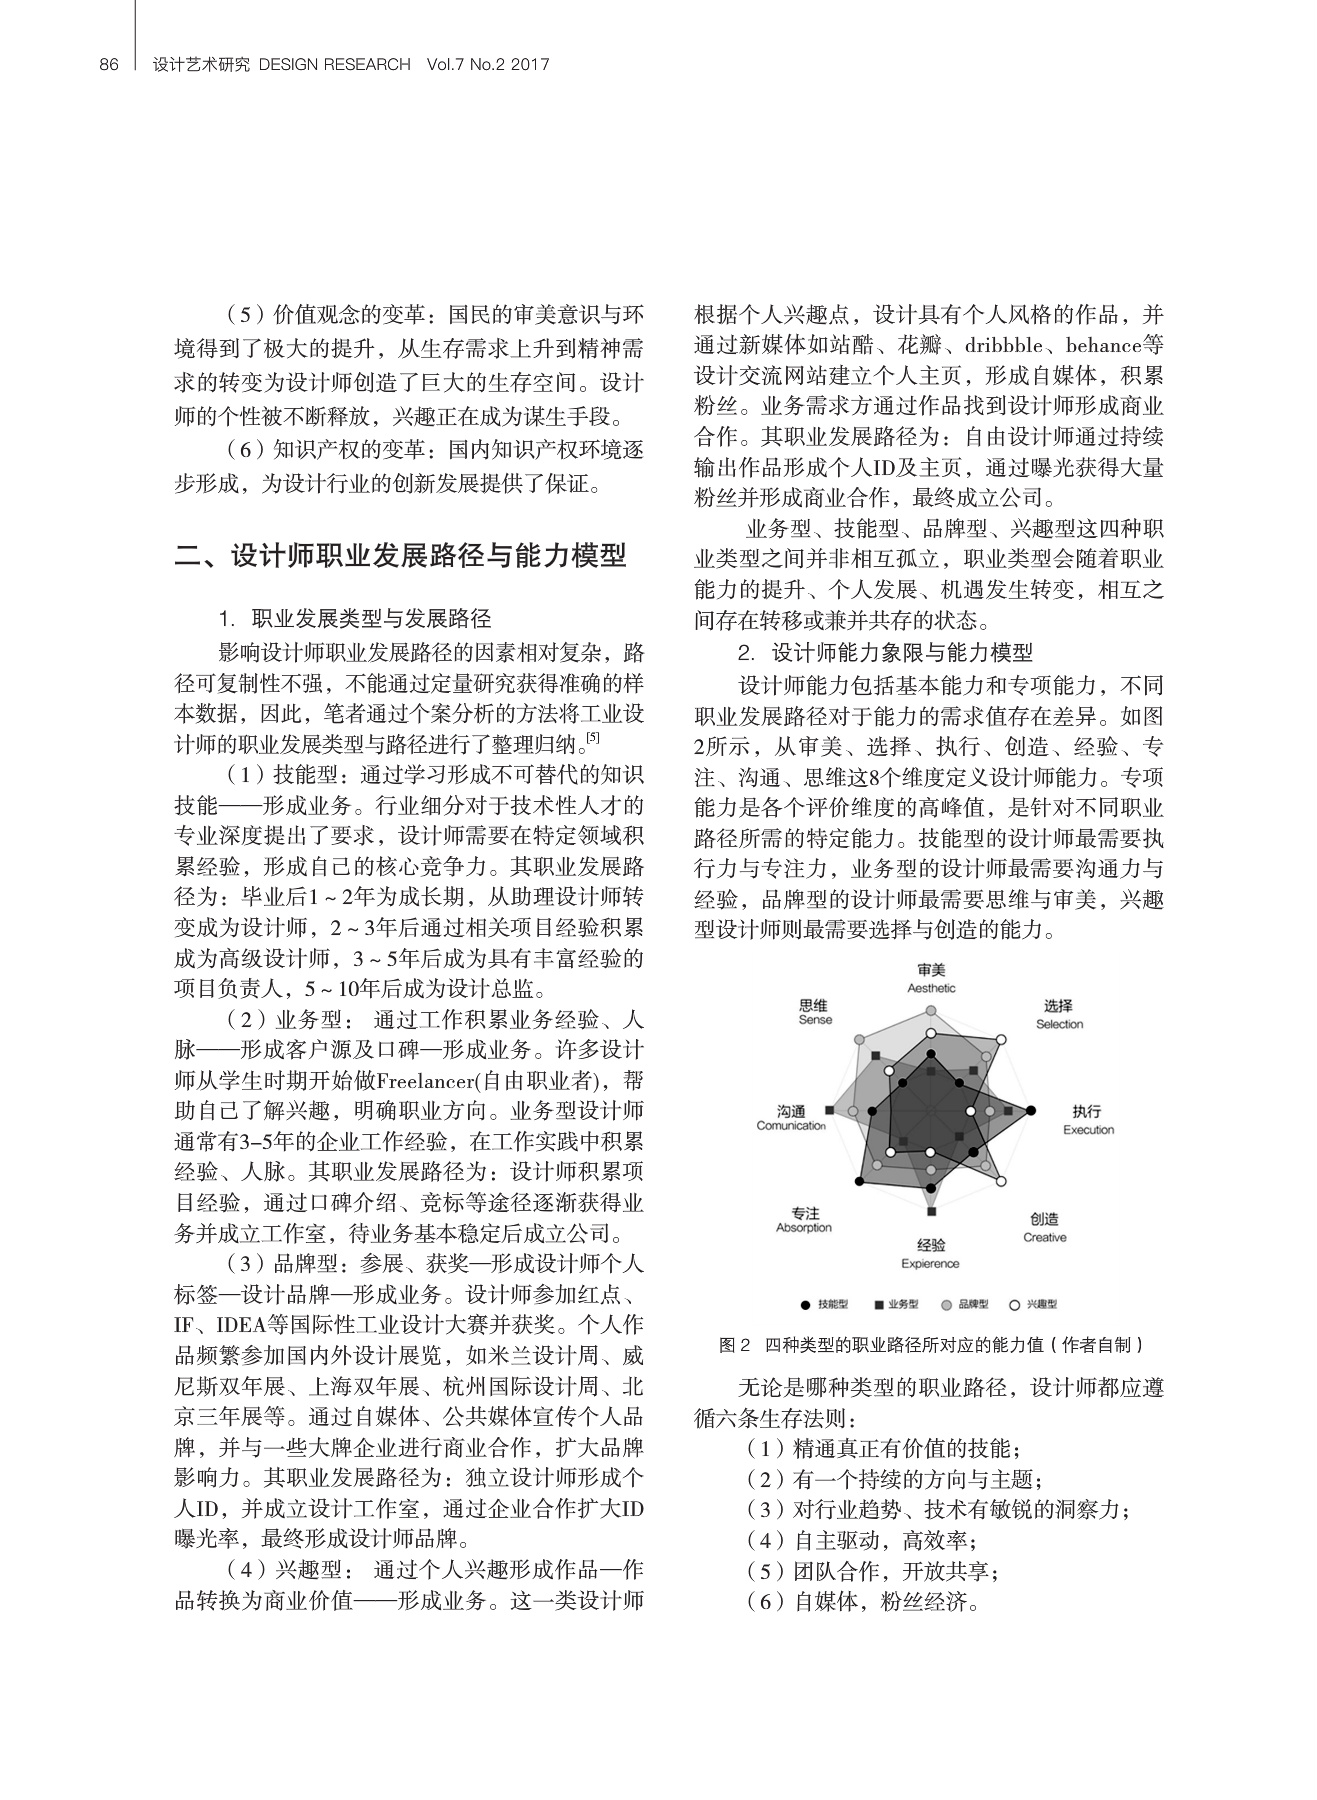 86 设计艺术研究 DESIGN RESEARCH Vol.7 No.2 2017
（5）价值观念的变革：国民的审美意识与环
境得到了极大的提升，从生存需求上升到精神需
求的转变为设计师创造了巨大的生存空间。设计
师的个性被不断释放，兴趣正在成为谋生手段。
（6）知识产权的变革：国内知识产权环境逐
步形成，为设计行业的创新发展提供了保证。
二、设计师职业发展路径与能力模型
1. 职业发展类型与发展路径
影响设计师职业发展路径的因素相对复杂，路
径可复制性不强，不能通过定量研究获得准确的样
本数据，因此，笔者通过个案分析的方法将工业设
计师的职业发展类型与路径进行了整理归纳。[5]
（1）技能型：通过学习形成不可替代的知识
技能——形成业务。行业细分对于技术性人才的
专业深度提出了要求，设计师需要在特定领域积
累经验，形成自己的核心竞争力。其职业发展路
径为：毕业后1～2年为成长期，从助理设计师转
变成为设计师，2～3年后通过相关项目经验积累
成为高级设计师，3～5年后成为具有丰富经验的
项目负责人，5～10年后成为设计总监。
（2）业务型： 通过工作积累业务经验、人
脉——形成客户源及口碑—形成业务。许多设计
师从学生时期开始做Freelancer(自由职业者)，帮
助自己了解兴趣，明确职业方向。业务型设计师
通常有3–5年的企业工作经验，在工作实践中积累
经验、人脉。其职业发展路径为：设计师积累项
目经验，通过口碑介绍、竞标等途径逐渐获得业
务并成立工作室，待业务基本稳定后成立公司。
（3）品牌型：参展、获奖—形成设计师个人
标签—设计品牌—形成业务。设计师参加红点、
IF、IDEA等国际性工业设计大赛并获奖。个人作
品频繁参加国内外设计展览，如米兰设计周、威
尼斯双年展、上海双年展、杭州国际设计周、北
京三年展等。通过自媒体、公共媒体宣传个人品
牌，并与一些大牌企业进行商业合作，扩大品牌
影响力。其职业发展路径为：独立设计师形成个
人ID，并成立设计工作室，通过企业合作扩大ID
曝光率，最终形成设计师品牌。
（4）兴趣型： 通过个人兴趣形成作品—作
品转换为商业价值——形成业务。这一类设计师
根据个人兴趣点，设计具有个人风格的作品，并
通过新媒体如站酷、花瓣、dribbble、behance等
设计交流网站建立个人主页，形成自媒体，积累
粉丝。业务需求方通过作品找到设计师形成商业
合作。其职业发展路径为：自由设计师通过持续
输出作品形成个人ID及主页，通过曝光获得大量
粉丝并形成商业合作，最终成立公司。
业务型、技能型、品牌型、兴趣型这四种职
业类型之间并非相互孤立，职业类型会随着职业
能力的提升、个人发展、机遇发生转变，相互之
间存在转移或兼并共存的状态。
2. 设计师能力象限与能力模型
设计师能力包括基本能力和专项能力，不同
职业发展路径对于能力的需求值存在差异。如图
2所示，从审美、选择、执行、创造、经验、专
注、沟通、思维这8个维度定义设计师能力。专项
能力是各个评价维度的高峰值，是针对不同职业
路径所需的特定能力。技能型的设计师最需要执
行力与专注力，业务型的设计师最需要沟通力与
经验，品牌型的设计师最需要思维与审美，兴趣
型设计师则最需要选择与创造的能力。
审美
Aesthetic
思维
Sense
选择
Selection
沟通
Comunication
执行
Execution
专注
Absorption
创造
Creative
经验
Expierence
技能型 业务型 品牌型 兴趣型
图 2 四种类型的职业路径所对应的能力值（作者自制）
无论是哪种类型的职业路径，设计师都应遵
循六条生存法则：
（1）精通真正有价值的技能；
（2）有一个持续的方向与主题；
（3）对行业趋势、技术有敏锐的洞察力；
（4）自主驱动，高效率；
（5）团队合作，开放共享；
（6）自媒体，粉丝经济。